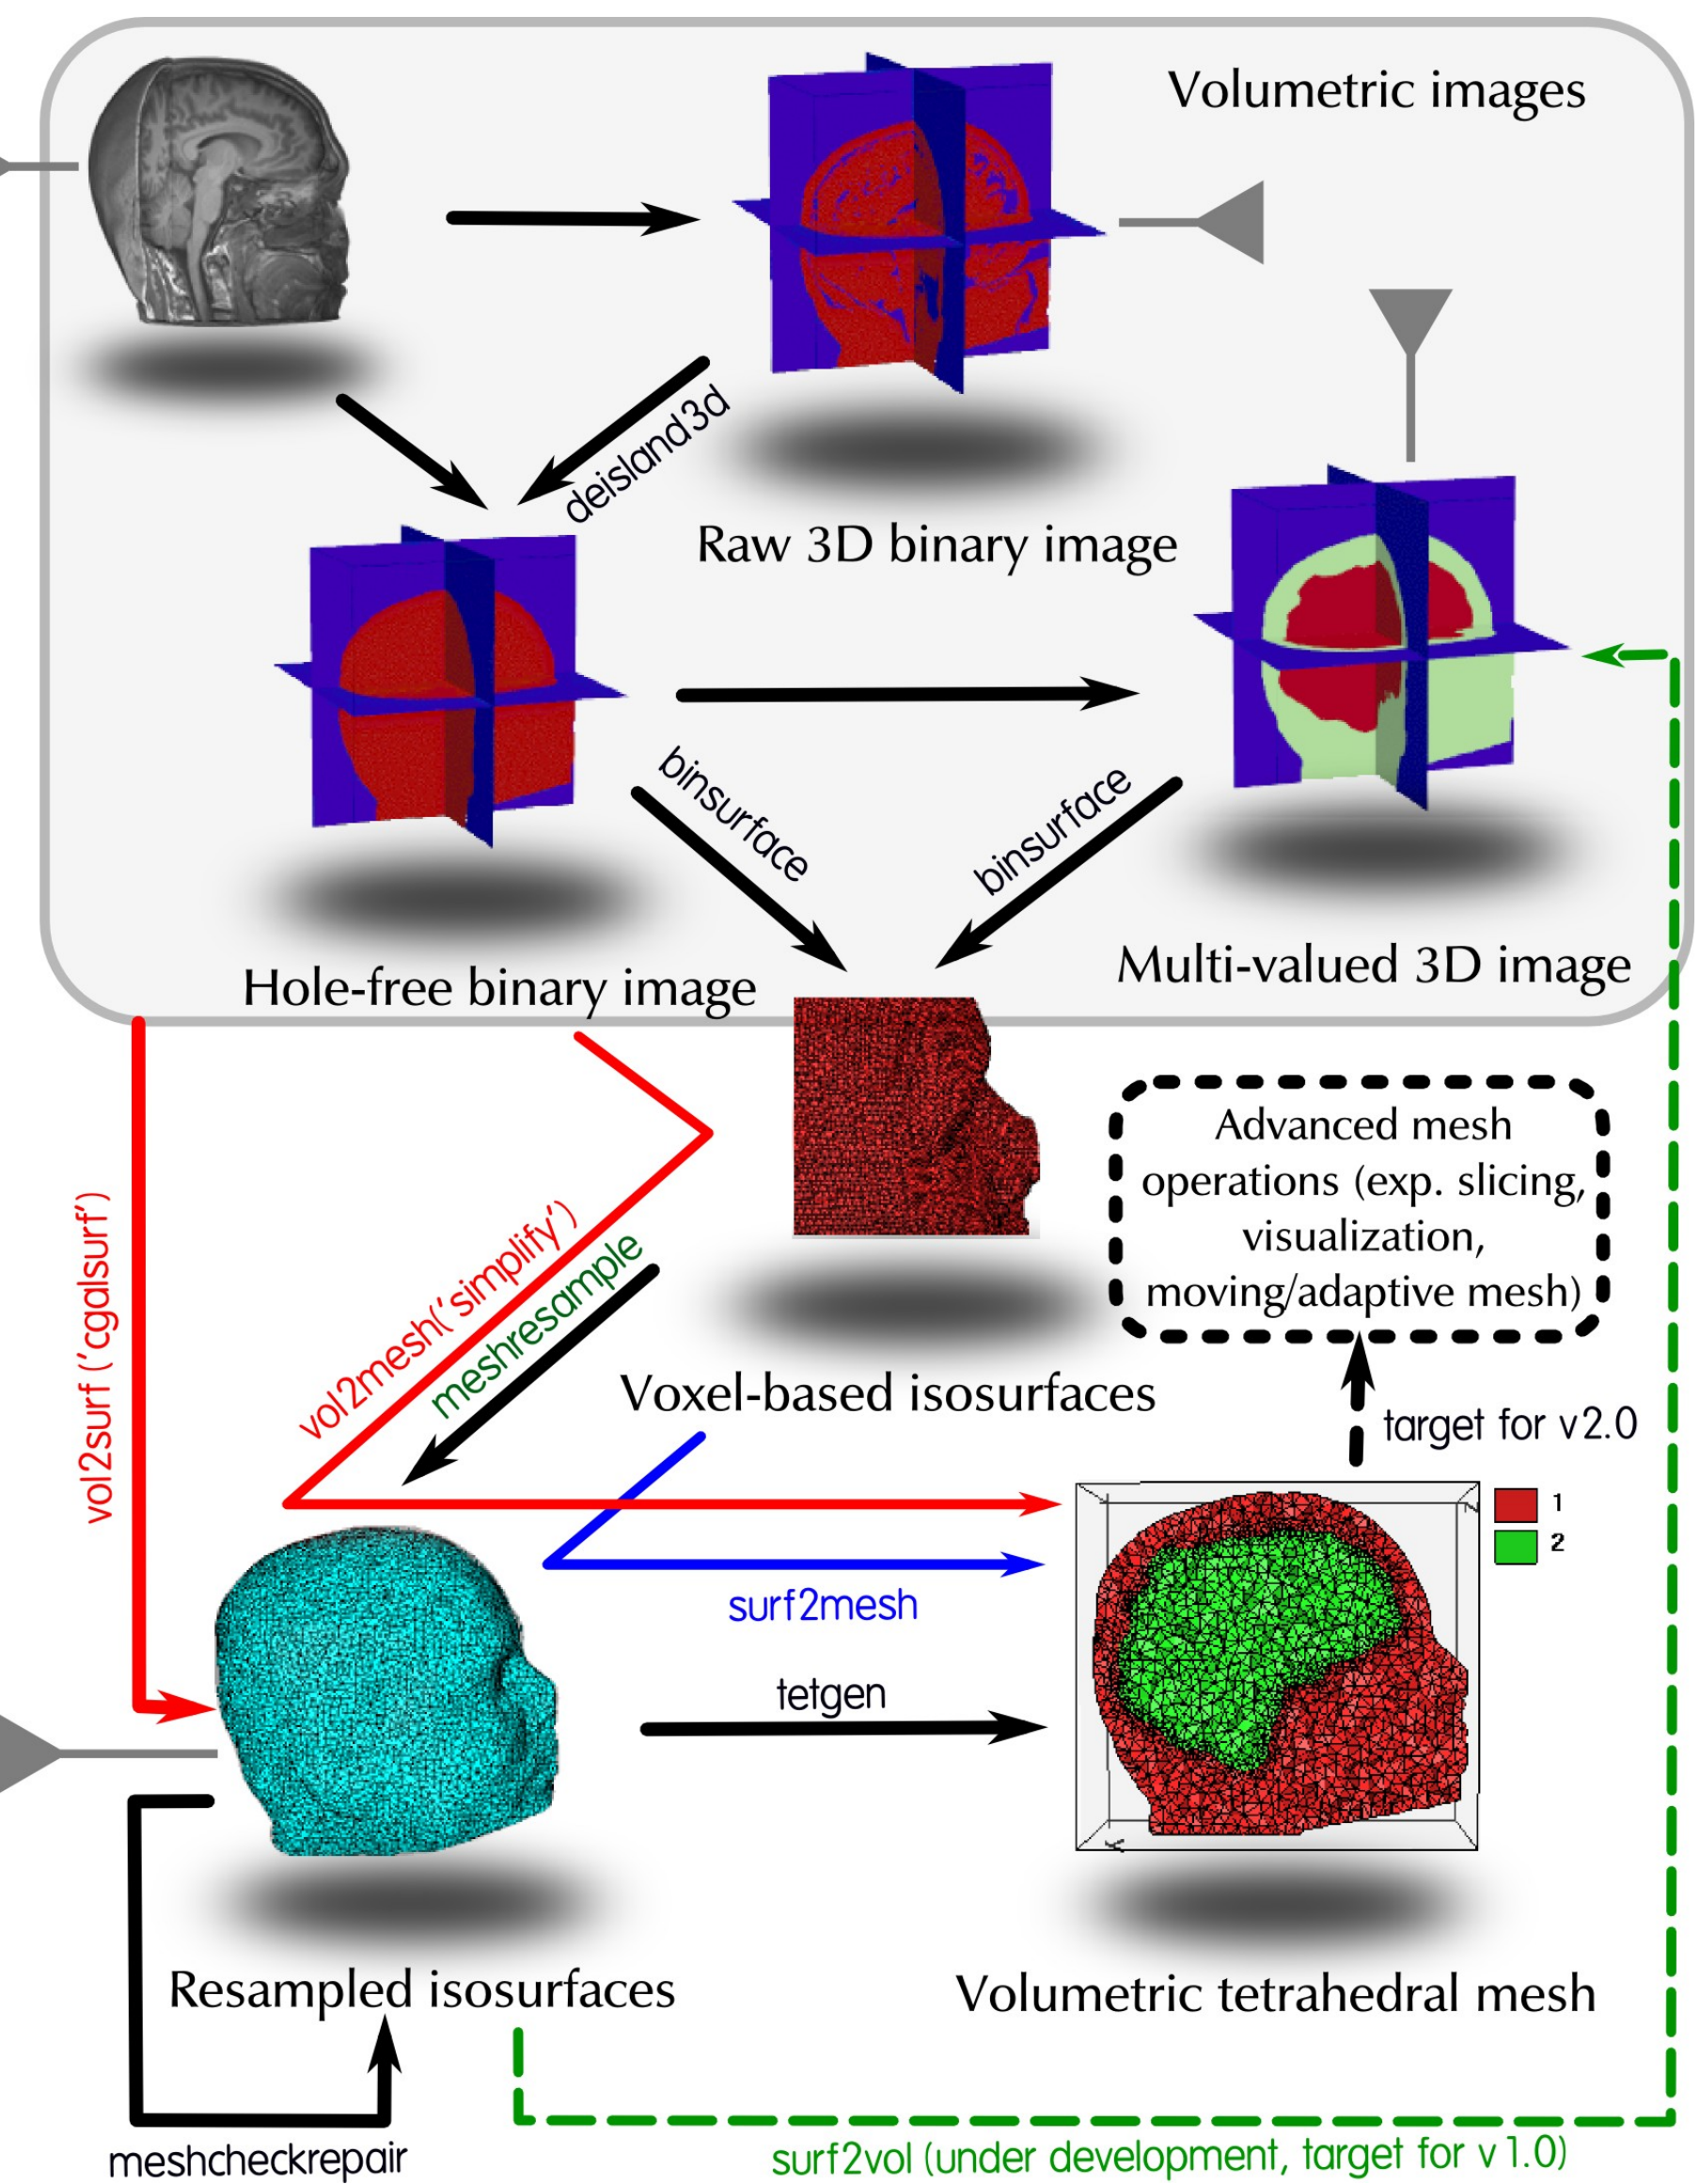 Volumetric images
deisland3d
Raw 3D binary image
binsurface
binsurface
Hole-free binary image
Multi-valued 3D image
Advanced mesh
operations (exp. slicing,
visualization,
moving/adaptive mesh)
vol2surf ('cgalsurf')
vol2mesh('simplify')
meshresample
Voxel-based isosurfaces
target for v2.0
1
2
z
surf2mesh
tetgen
y
Resampled isosurfaces
Volumetric tetrahedral mesh
meshcheckrepair
surf2vol (under development, target for v1.0)